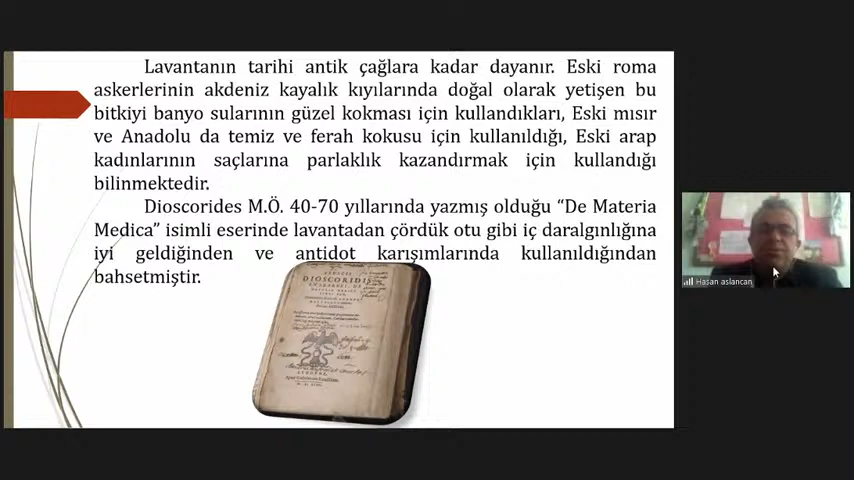 Lavantanın tarihi antik çağlara kadar dayanır. Eski roma
askerlerinin akdeniz kayalık kıyılarında doğal olarak yetişen bu
bitkiyi banyo sularının güzel kokması için kullandıkları, Eski mısır
ve Anadolu da temiz ve ferah kokusu için kullanıldığı, Eski arap
kadınlarının saçlarına parlaklık kazandırmak için kullandığı
bilinmektedir.
Dioscorides M.Ö. 40-70 yıllarında yazmış olduğu “De Materia
Medica” isimli eserinde lavantadan çördük otu gibi iç daralgınlığına
iyi geldiğinden ve antidot karışımlarında kullanıldığından
bahsetmiştir.
DIOSCORIDIS
Hasan aslancan